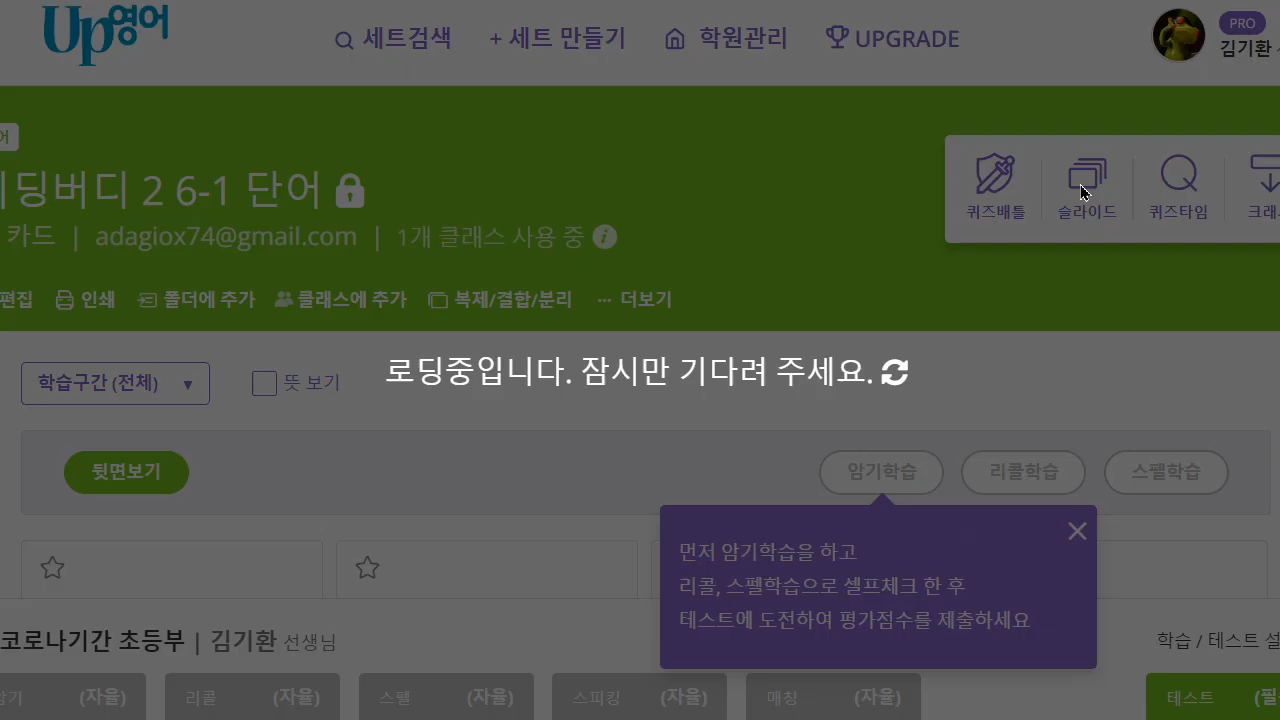 Up영어
세트검색
+ 세트 만들기
학원관리
UPGRADE
PRO
김기환
어
딩버디 2 6-1 단어
카드 | adagiox74@gmail.com | 1개 클래스 사용 중
퀴즈배틀
슬라이드
퀴즈타임
크래
편집
인쇄
폴더에 추가
클래스에 추가
복제/결합/분리
··· 더보기
로딩중입니다. 잠시만 기다려 주세요.
학습구간 (전체) ▼
뜻 보기
뒷면보기
암기학습
리콜학습
스펠학습
먼저 암기학습을 하고
리콜, 스펠학습으로 셀프체크 한 후
테스트에 도전하여 평가점수를 제출하세요
코로나기간 초등부 | 김기환 선생님
학습 / 테스트 설
암기 (자율)
리콜 (자율)
스펠 (자율)
스피킹 (자율)
매칭 (자율)
테스트 (필